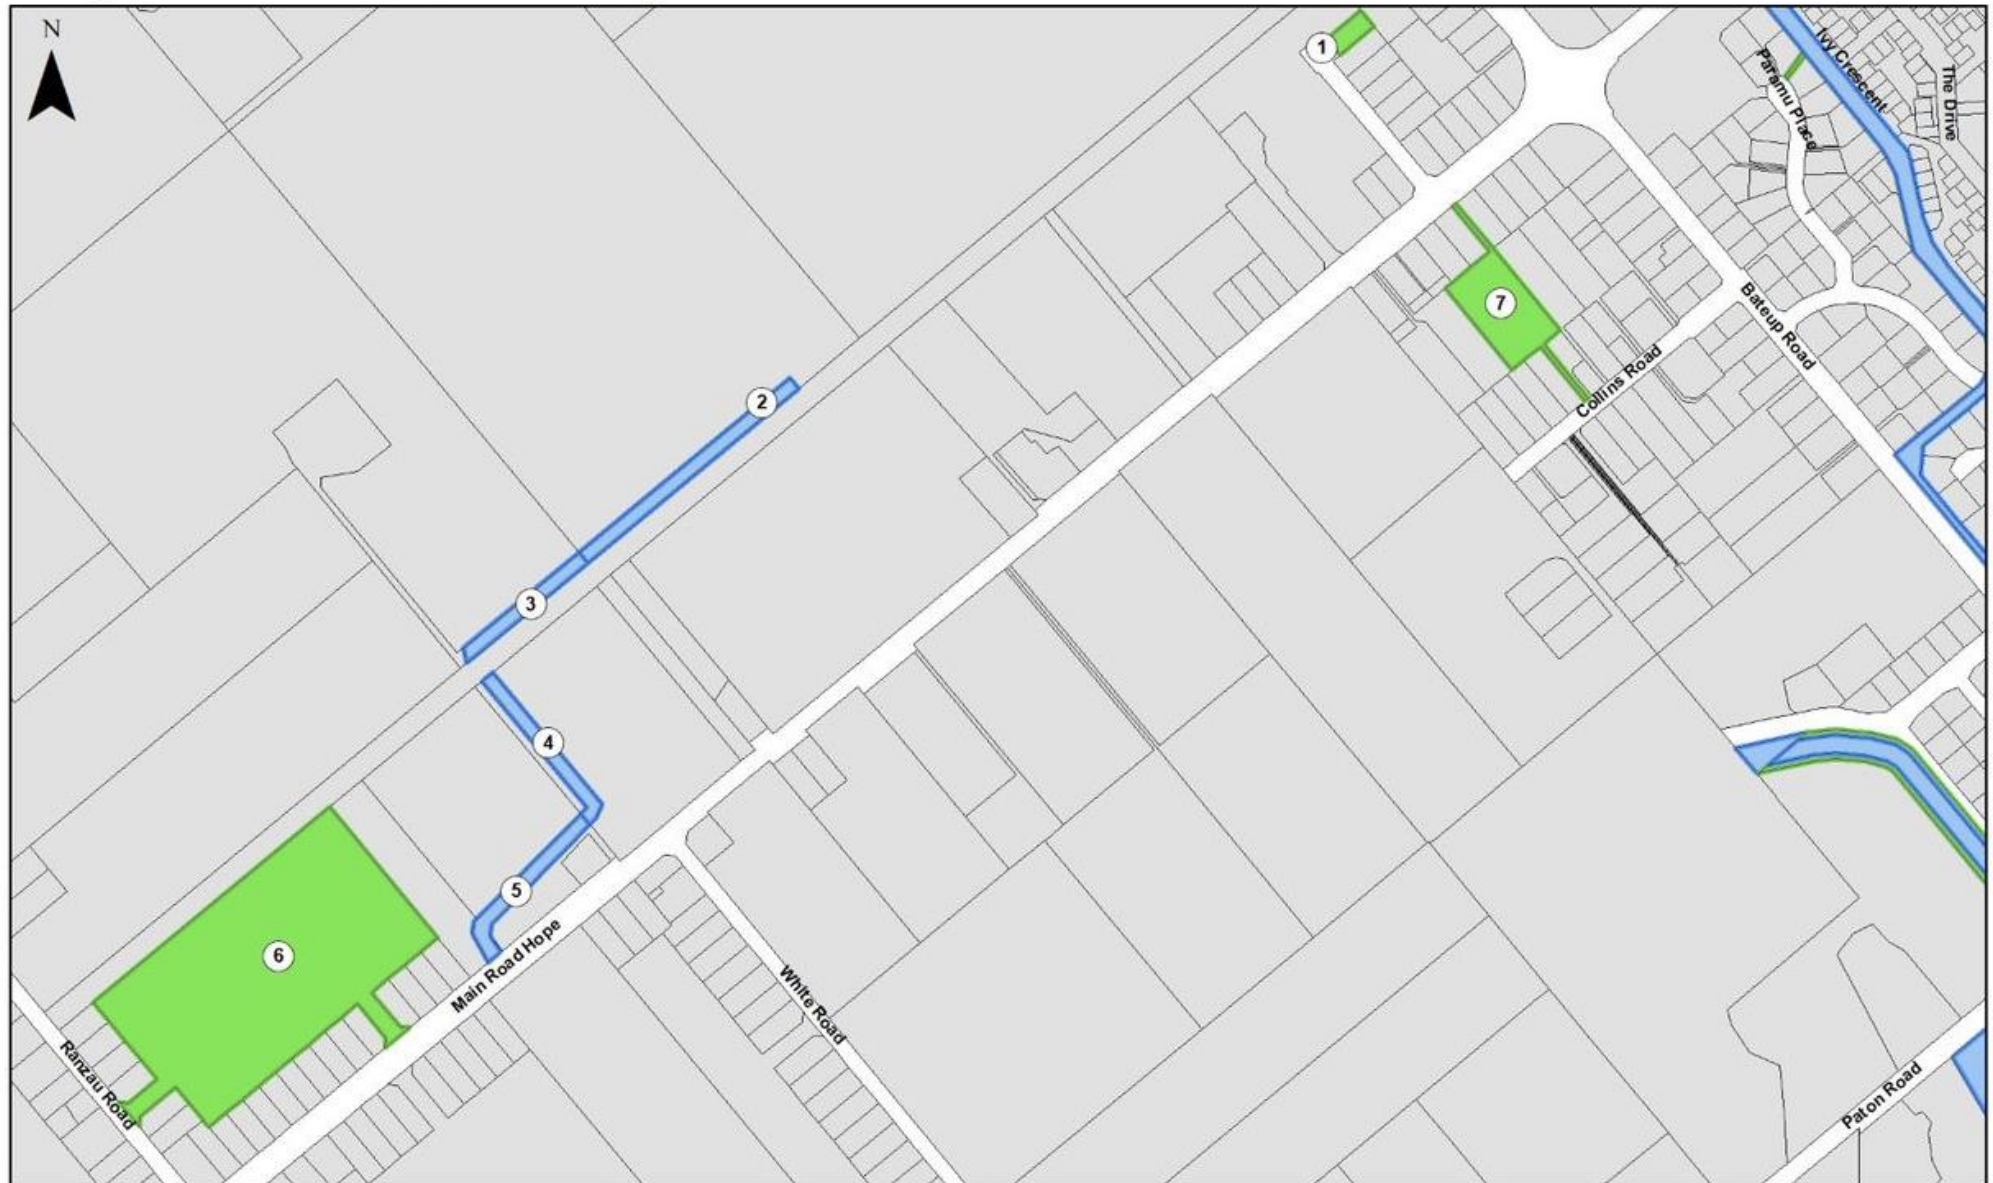 N
1
Ivy Crescent
The Drive
Paramu Place
7
Bateup Road
Collins Road
2
3
4
5
6
Main Road Hope
White Road
Ranzau Road
Paton Road